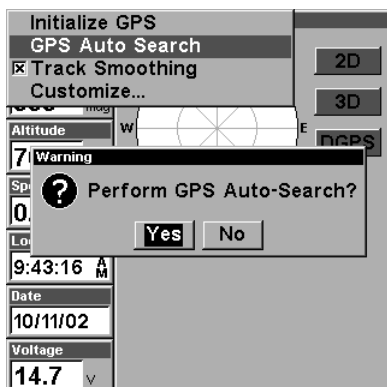 Initialize GPS
GPS Auto Search
Track Smoothing
Customize...
2D
3D
DGPS
W
E
Altitude
Warning
Perform GPS Auto-Search?
Yes
No
9:43:16 AM
Date
10/11/02
Voltage
14.7 V